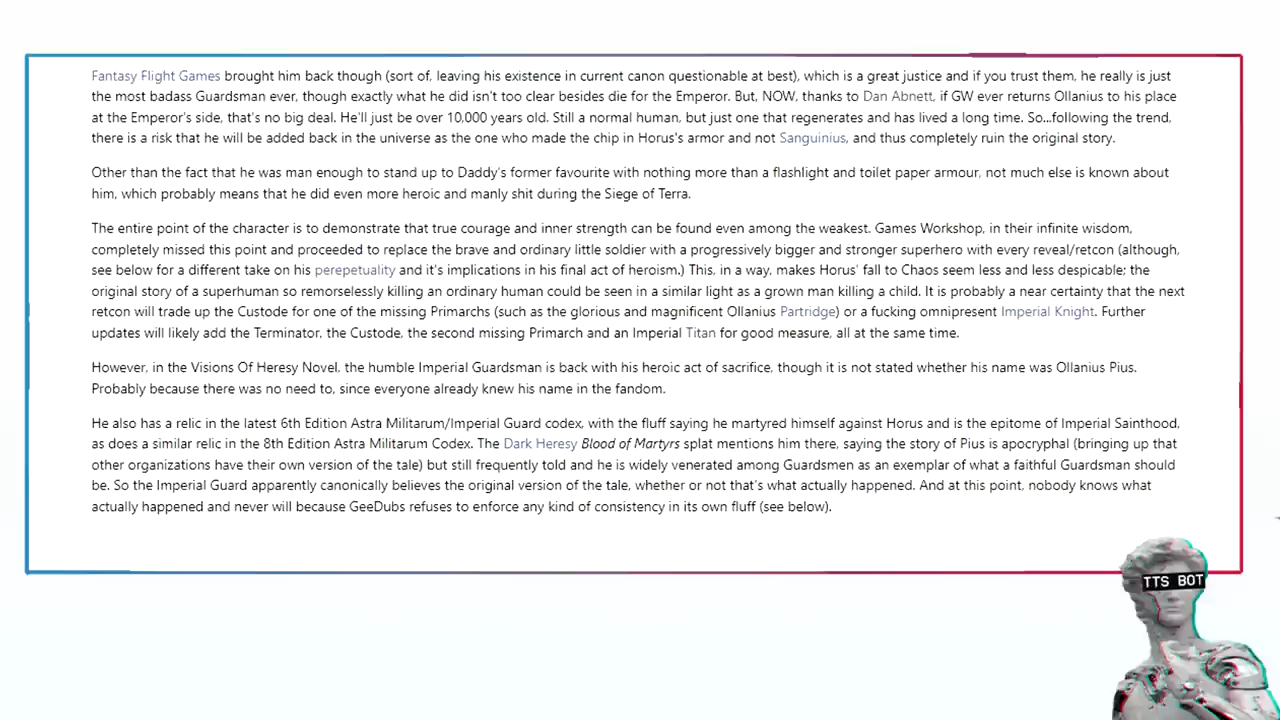 Fantasy Flight Games brought him back though (sort of, leaving his existence in current canon questionable at best), which is a great justice and if you trust them, he really is just
the most badass Guardsman ever, though exactly what he did isn't too clear besides die for the Emperor. But, NOW, thanks to Dan Abnett, if GW ever returns Ollanius to his place
at the Emperor's side, that's no big deal. He'll just be over 10,000 years old. Still a normal human, but just one that regenerates and has lived a long time. So...following the trend,
there is a risk that he will be added back in the universe as the one who made the chip in Horus's armor and not Sanguinius, and thus completely ruin the original story.
Other than the fact that he was man enough to stand up to Daddy's former favourite with nothing more than a flashlight and toilet paper armour, not much else is known about
him, which probably means that he did even more heroic and manly shit during the Siege of Terra.
The entire point of the character is to demonstrate that true courage and inner strength can be found even among the weakest. Games Workshop, in their infinite wisdom,
completely missed this point and proceeded to replace the brave and ordinary little soldier with a progressively bigger and stronger superhero with every reveal/retcon (although,
see below for a different take on his perepetuality and it's implications in his final act of heroism.) This, in a way, makes Horus' fall to Chaos seem less and less despicable; the
original story of a superhuman so remorselessly killing an ordinary human could be seen in a similar light as a grown man killing a child. It is probably a near certainty that the next
retcon will trade up the Custode for one of the missing Primarchs (such as the glorious and magnificent Ollanius Partridge) or a fucking omnipresent Imperial Knight. Further
updates will likely add the Terminator, the Custode, the second missing Primarch and an Imperial Titan for good measure, all at the same time.
However, in the Visions Of Heresy Novel, the humble Imperial Guardsman is back with his heroic act of sacrifice, though it is not stated whether his name was Ollanius Pius.
Probably because there was no need to, since everyone already knew his name in the fandom.
He also has a relic in the latest 6th Edition Astra Militarum/Imperial Guard codex, with the fluff saying he martyred himself against Horus and is the epitome of Imperial Sainthood,
as does a similar relic in the 8th Edition Astra Militarum Codex. The Dark Heresy Blood of Martyrs splat mentions him there, saying the story of Pius is apocryphal (bringing up that
other organizations have their own version of the tale) but still frequently told and he is widely venerated among Guardsmen as an exemplar of what a faithful Guardsman should
be. So the Imperial Guard apparently canonically believes the original version of the tale, whether or not that's what actually happened. And at this point, nobody knows what
actually happened and never will because GeeDubs refuses to enforce any kind of consistency in its own fluff (see below).
TTS BOT